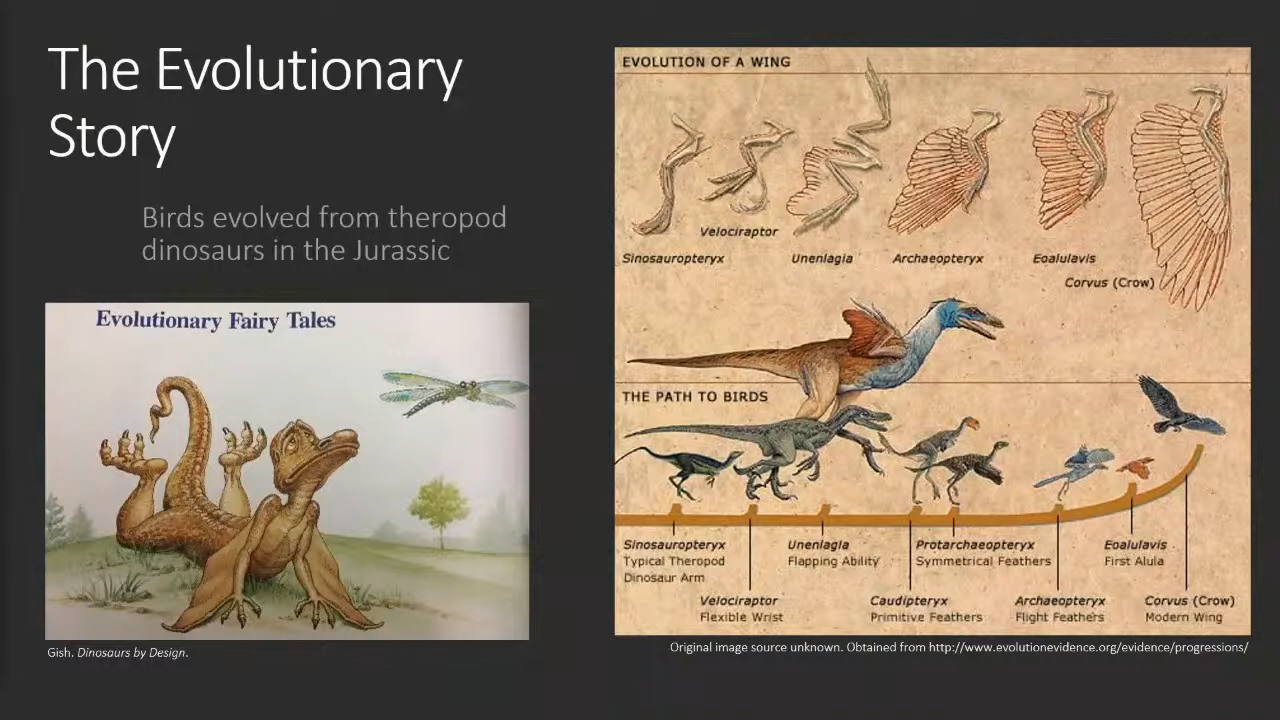 The Evolutionary
Story
Birds evolved from theropod
dinosaurs in the Jurassic
Evolutionary Fairy Tales
Gish. Dinosaurs by Design.
EVOLUTION OF A WING
Velociraptor
Sinosauropteryx
Unenlagia
Archaeopteryx
Eoalulavis
Corvus (Crow)
THE PATH TO BIRDS
Sinosauropteryx
Typical Theropod
Dinosaur Arm
Unenlagia
Flapping Ability
Protarchaeopteryx
Symmetrical Feathers
Eoalulavis
First Alula
Velociraptor
Flexible Wrist
Caudipteryx
Primitive Feathers
Archaeopteryx
Flight Feathers
Corvus (Crow)
Modern Wing
Original image source unknown. Obtained from http://www.evolutionevidence.org/evidence/progressions/